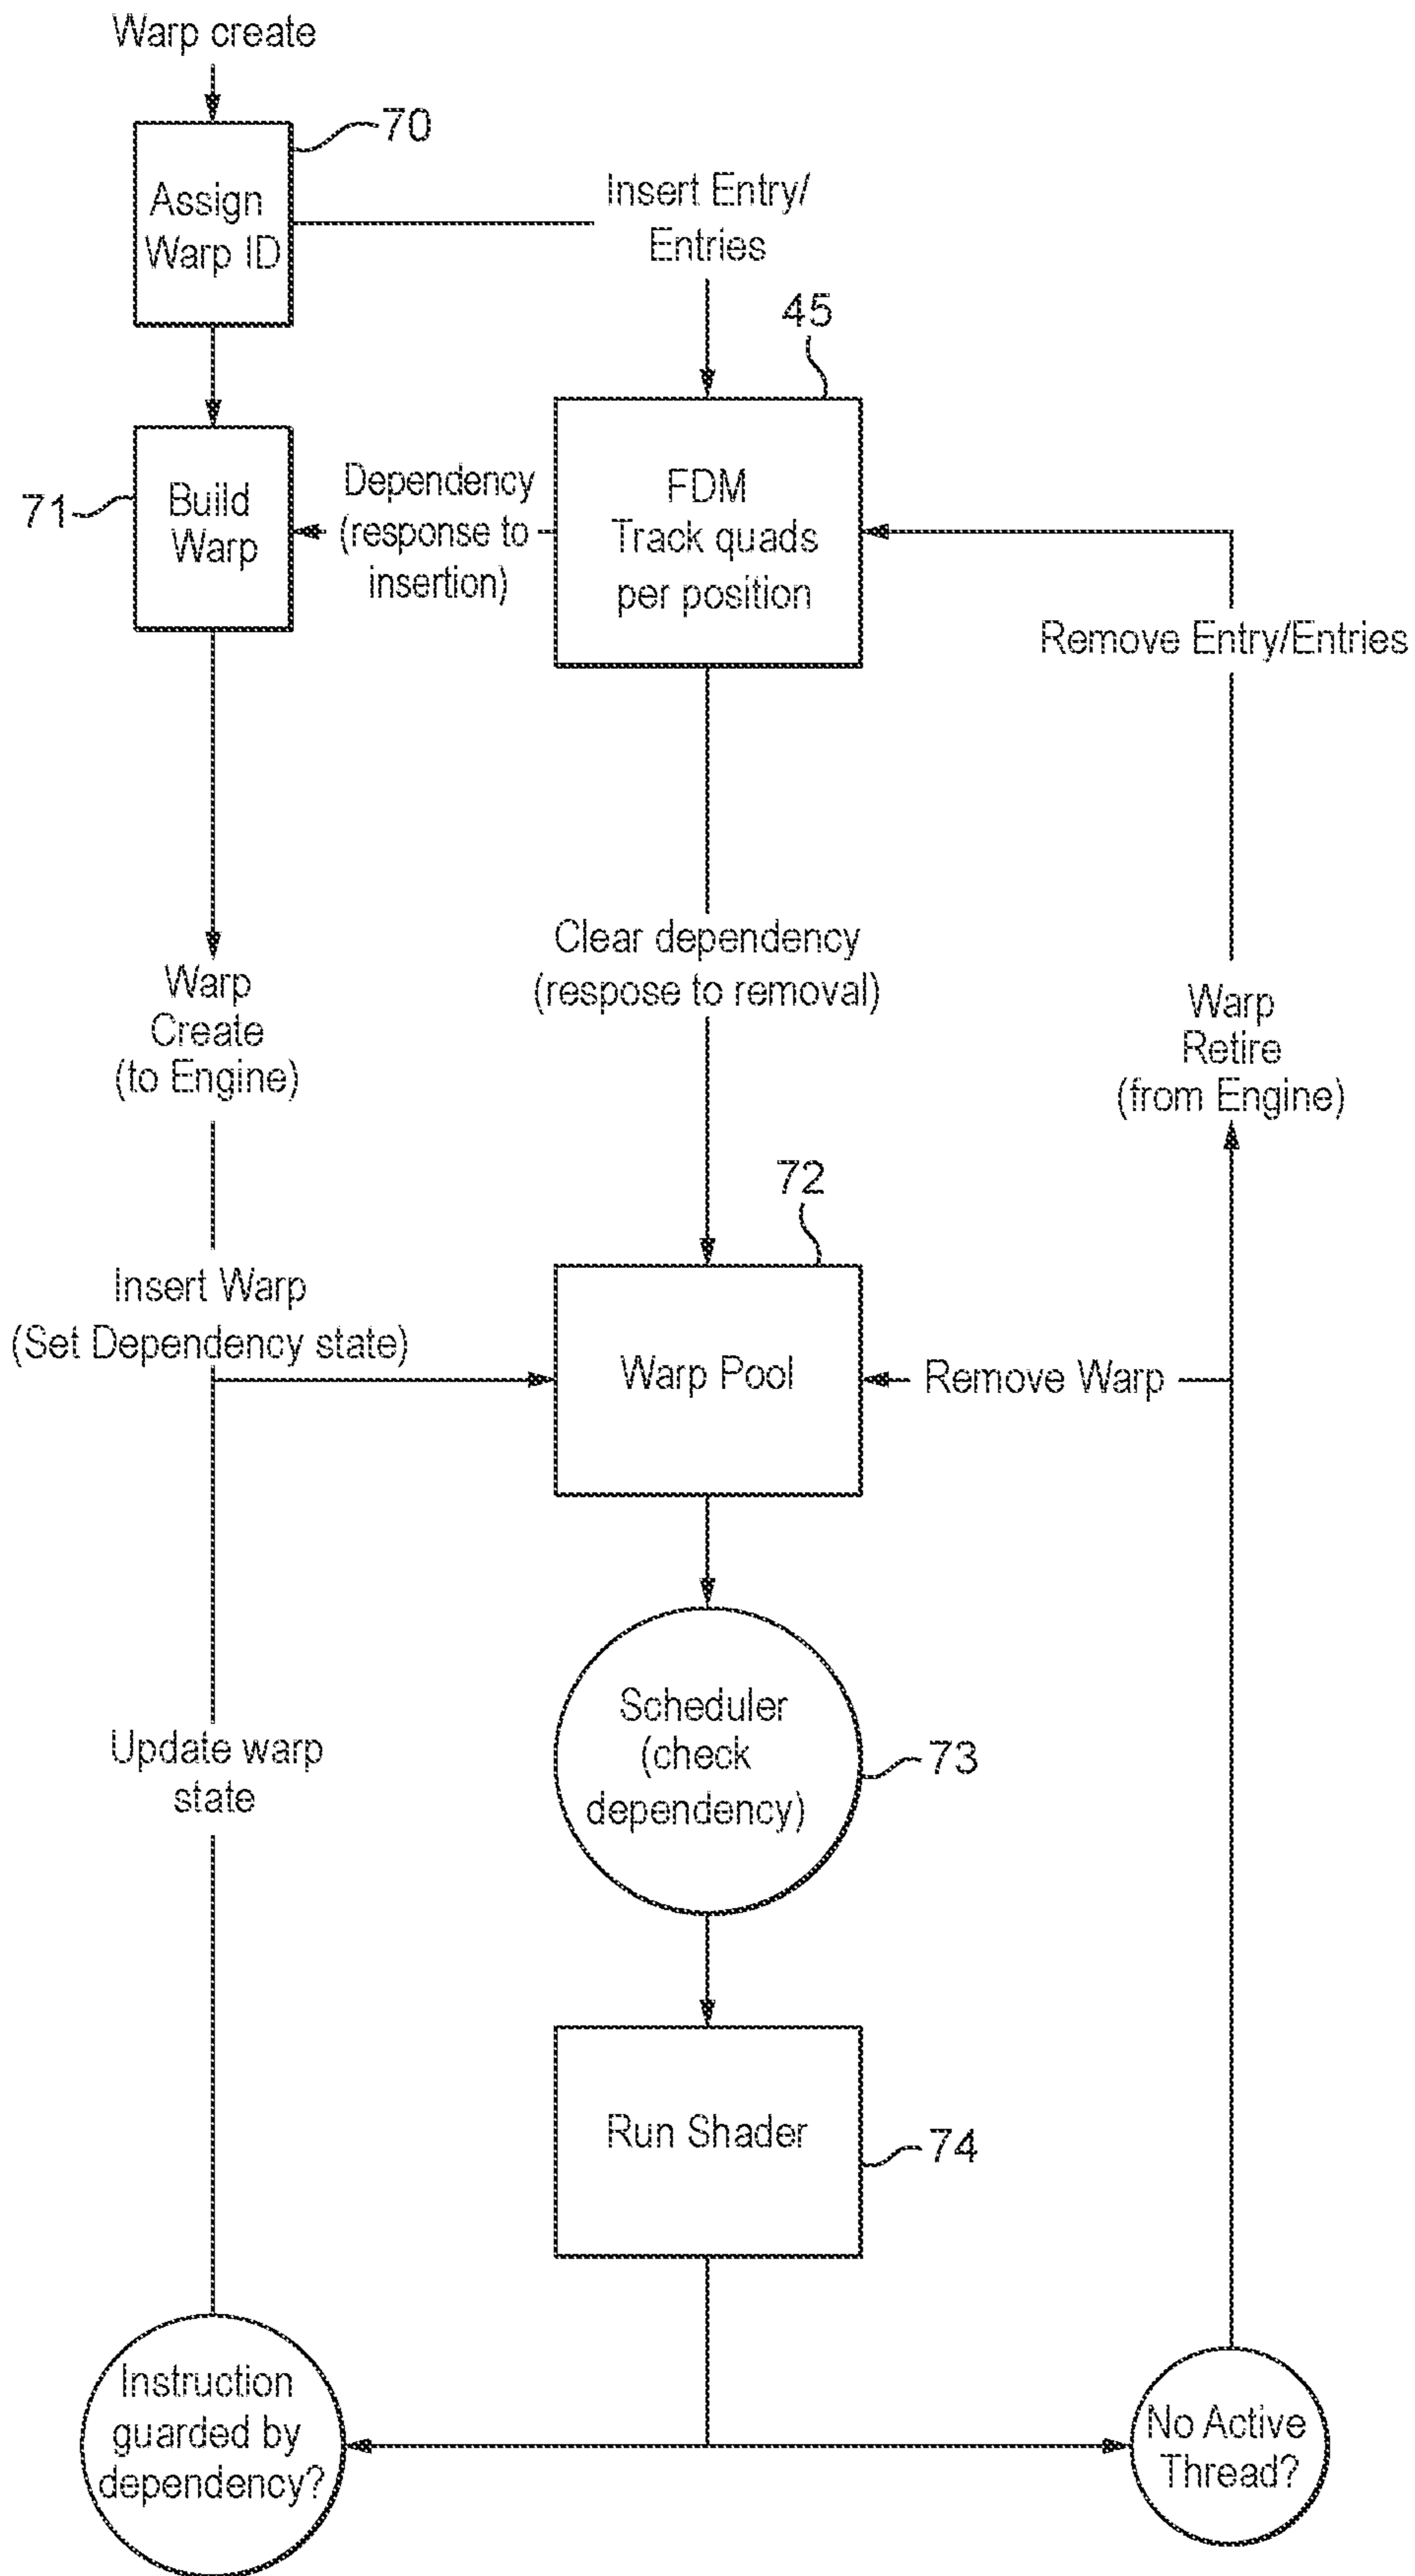 Warp create
70
Assign
Warp ID
Insert Entry/
Entries
45
71
Build
Warp
Dependency
(response to
insertion)
FDM
Track quads
per position
Remove Entry/Entries
Clear dependency
(respose to removal)
Warp
Create
(to Engine)
Warp
Retire
(from Engine)
72
Insert Warp
(Set Dependency state)
Warp Pool
Remove Warp
Scheduler
(check
dependency)
73
Update warp
state
Run Shader
74
Instruction
guarded by
dependency?
No Active
Thread?